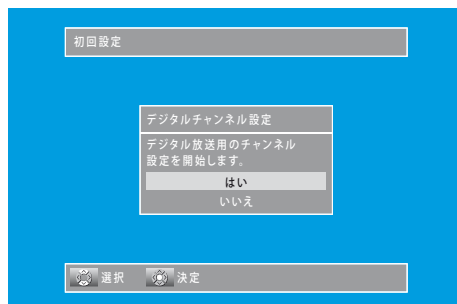 初回設定
デジタルチャンネル設定
デジタル放送用のチャンネル
設定を開始します。
はい
いいえ
選択 決定